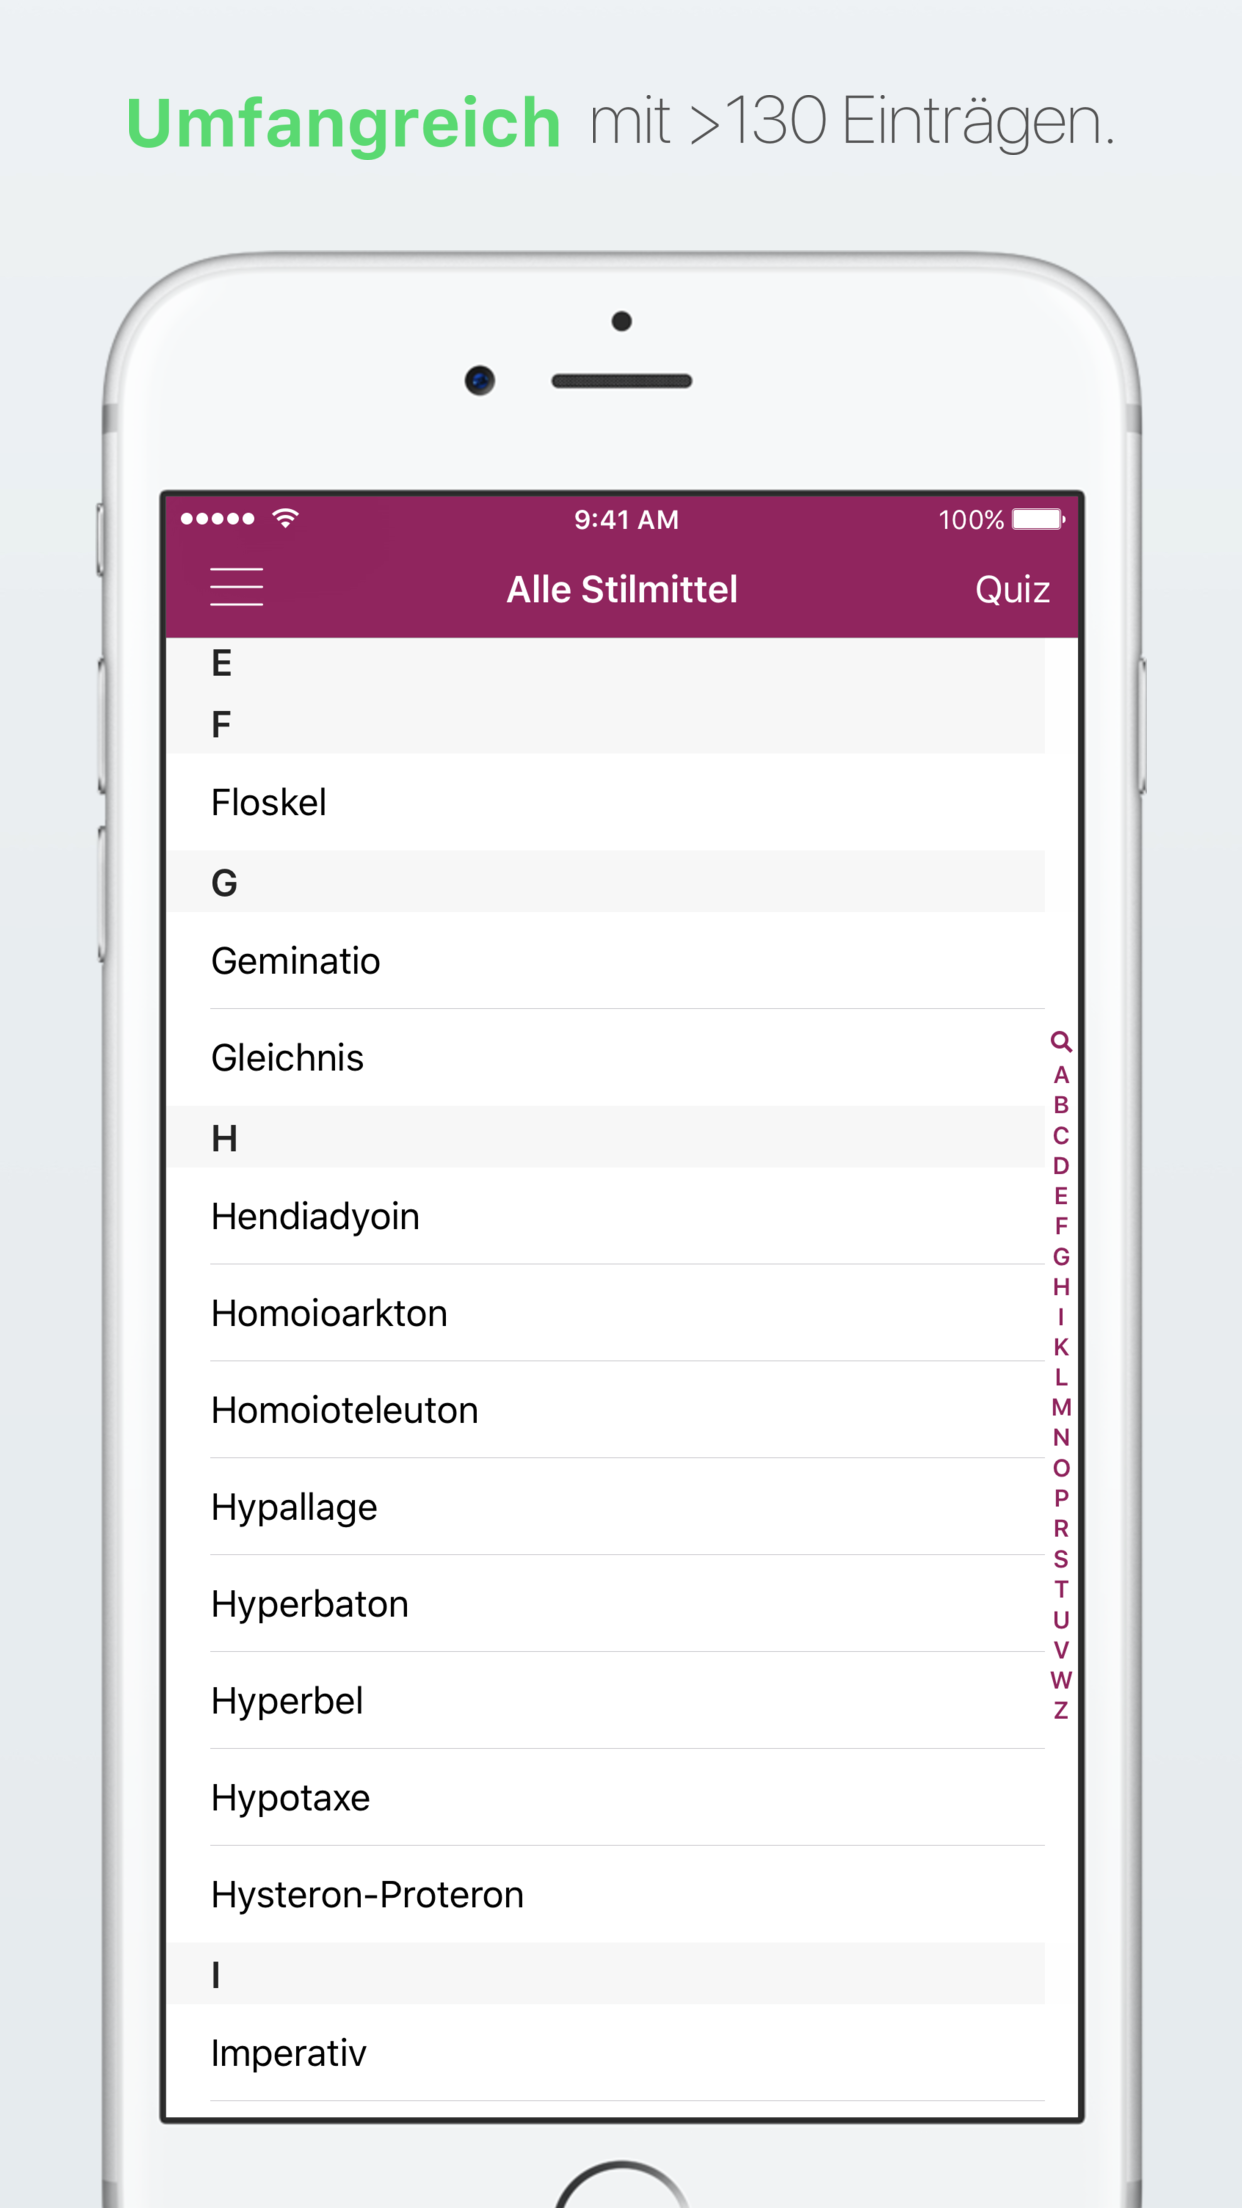 Umfangreich mit >130 Einträgen.
9:41 AM 100%
Alle Stilmittel Quiz
E
F
Floskel
G
Geminatio
Gleichnis
H
Hendiadyoin
Homoioarkton
Homoioteleuton
Hypallage
Hyperbaton
Hyperbel
Hypotaxe
Hysteron-Proteron
I
Imperativ
A
B
C
D
E
F
G
H
I
K
L
M
N
O
P
R
S
T
U
V
W
Z